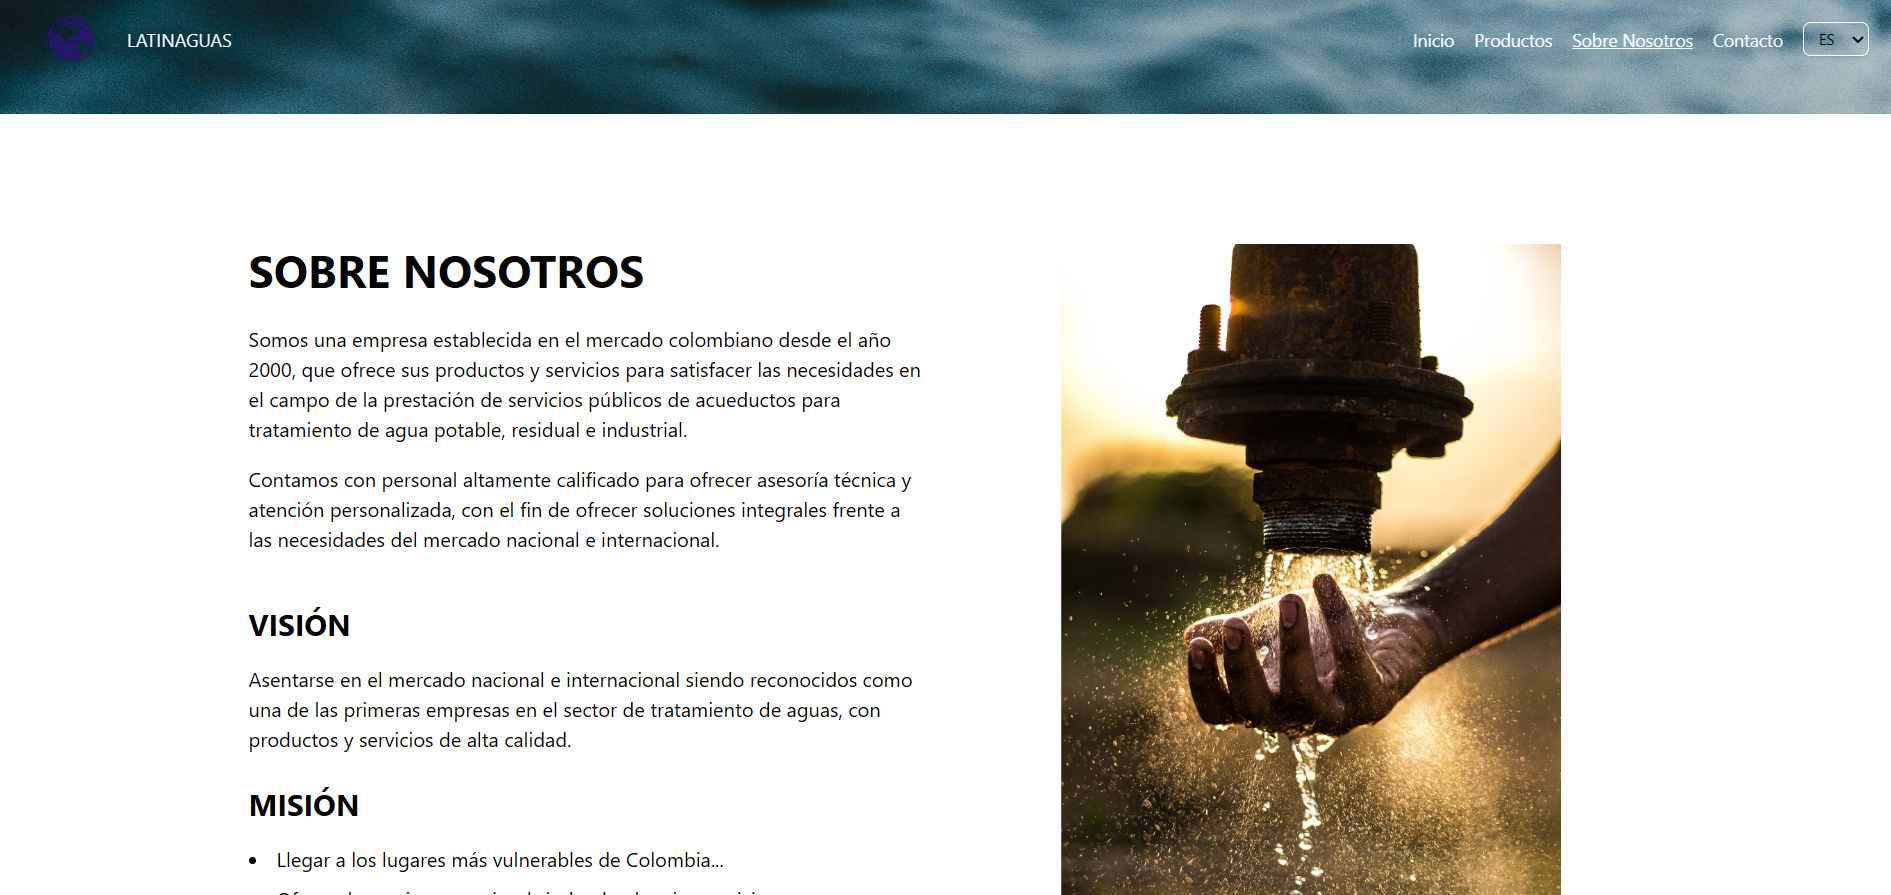 LATINAGUAS
Inicio Productos Sobre Nosotros Contacto ES
SOBRE NOSOTROS
Somos una empresa establecida en el mercado colombiano desde el año
2000, que ofrece sus productos y servicios para satisfacer las necesidades en
el campo de la prestación de servicios públicos de acueductos para
tratamiento de agua potable, residual e industrial.
Contamos con personal altamente calificado para ofrecer asesoría técnica y
atención personalizada, con el fin de ofrecer soluciones integrales frente a
las necesidades del mercado nacional e internacional.
VISIÓN
Asentarse en el mercado nacional e internacional siendo reconocidos como
una de las primeras empresas en el sector de tratamiento de aguas, con
productos y servicios de alta calidad.
MISIÓN
Llegar a los lugares más vulnerables de Colombia...